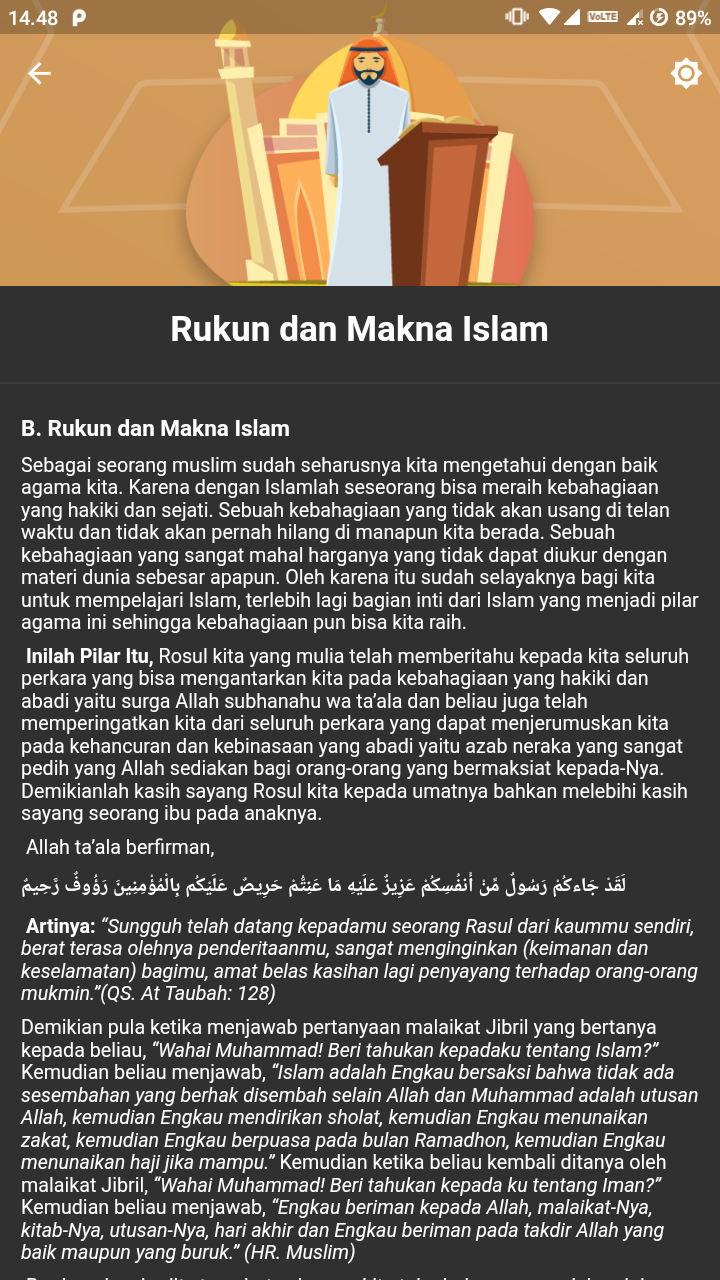 14.48
VoLTE
89%
Rukun dan Makna Islam
B. Rukun dan Makna Islam
Sebagai seorang muslim sudah seharusnya kita mengetahui dengan baik
agama kita. Karena dengan Islamlah seseorang bisa meraih kebahagiaan
yang hakiki dan sejati. Sebuah kebahagiaan yang tidak akan usang di telan
waktu dan tidak akan pernah hilang di manapun kita berada. Sebuah
kebahagiaan yang sangat mahal harganya yang tidak dapat diukur dengan
materi dunia sebesar apapun. Oleh karena itu sudah selayaknya bagi kita
untuk mempelajari Islam, terlebih lagi bagian inti dari Islam yang menjadi pilar
agama ini sehingga kebahagiaan pun bisa kita raih.
Inilah Pilar Itu, Rosul kita yang mulia telah memberitahu kepada kita seluruh
perkara yang bisa mengantarkan kita pada kebahagiaan yang hakiki dan
abadi yaitu surga Allah subhanahu wa ta’ala dan beliau juga telah
memperingatkan kita dari seluruh perkara yang dapat menjerumuskan kita
pada kehancuran dan kebinasaan yang abadi yaitu azab neraka yang sangat
pedih yang Allah sediakan bagi orang-orang yang bermaksiat kepada-Nya.
Demikianlah kasih sayang Rosul kita kepada umatnya bahkan melebihi kasih
sayang seorang ibu pada anaknya.
Allah ta’ala berfirman,
لَقَدْ جَاءكُمْ رَسُولٌ مِّنْ أَنفُسِكُمْ عَزِيزٌ عَلَيْهِ مَا عَنِتُّمْ حَرِيصٌ عَلَيْكُم بِالْمُؤْمِنِينَ رَؤُوفٌ رَّحِيمٌ
Artinya: “Sungguh telah datang kepadamu seorang Rasul dari kaummu sendiri,
berat terasa olehnya penderitaanmu, sangat menginginkan (keimanan dan
keselamatan) bagimu, amat belas kasihan lagi penyayang terhadap orang-orang
mukmin.”(QS. At Taubah: 128)
Demikian pula ketika menjawab pertanyaan malaikat Jibril yang bertanya
kepada beliau, “Wahai Muhammad! Beri tahukan kepadaku tentang Islam?”
Kemudian beliau menjawab, “Islam adalah Engkau bersaksi bahwa tidak ada
sesembahan yang berhak disembah selain Allah dan Muhammad adalah utusan
Allah, kemudian Engkau mendirikan sholat, kemudian Engkau menunaikan
zakat, kemudian Engkau berpuasa pada bulan Ramadhon, kemudian Engkau
menunaikan haji jika mampu.” Kemudian ketika beliau kembali ditanya oleh
malaikat Jibril, “Wahai Muhammad! Beri tahukan kepada ku tentang Iman?”
Kemudian beliau menjawab, “Engkau beriman kepada Allah, malaikat-Nya,
kitab-Nya, utusan-Nya, hari akhir dan Engkau beriman pada takdir Allah yang
baik maupun yang buruk.” (HR. Muslim)